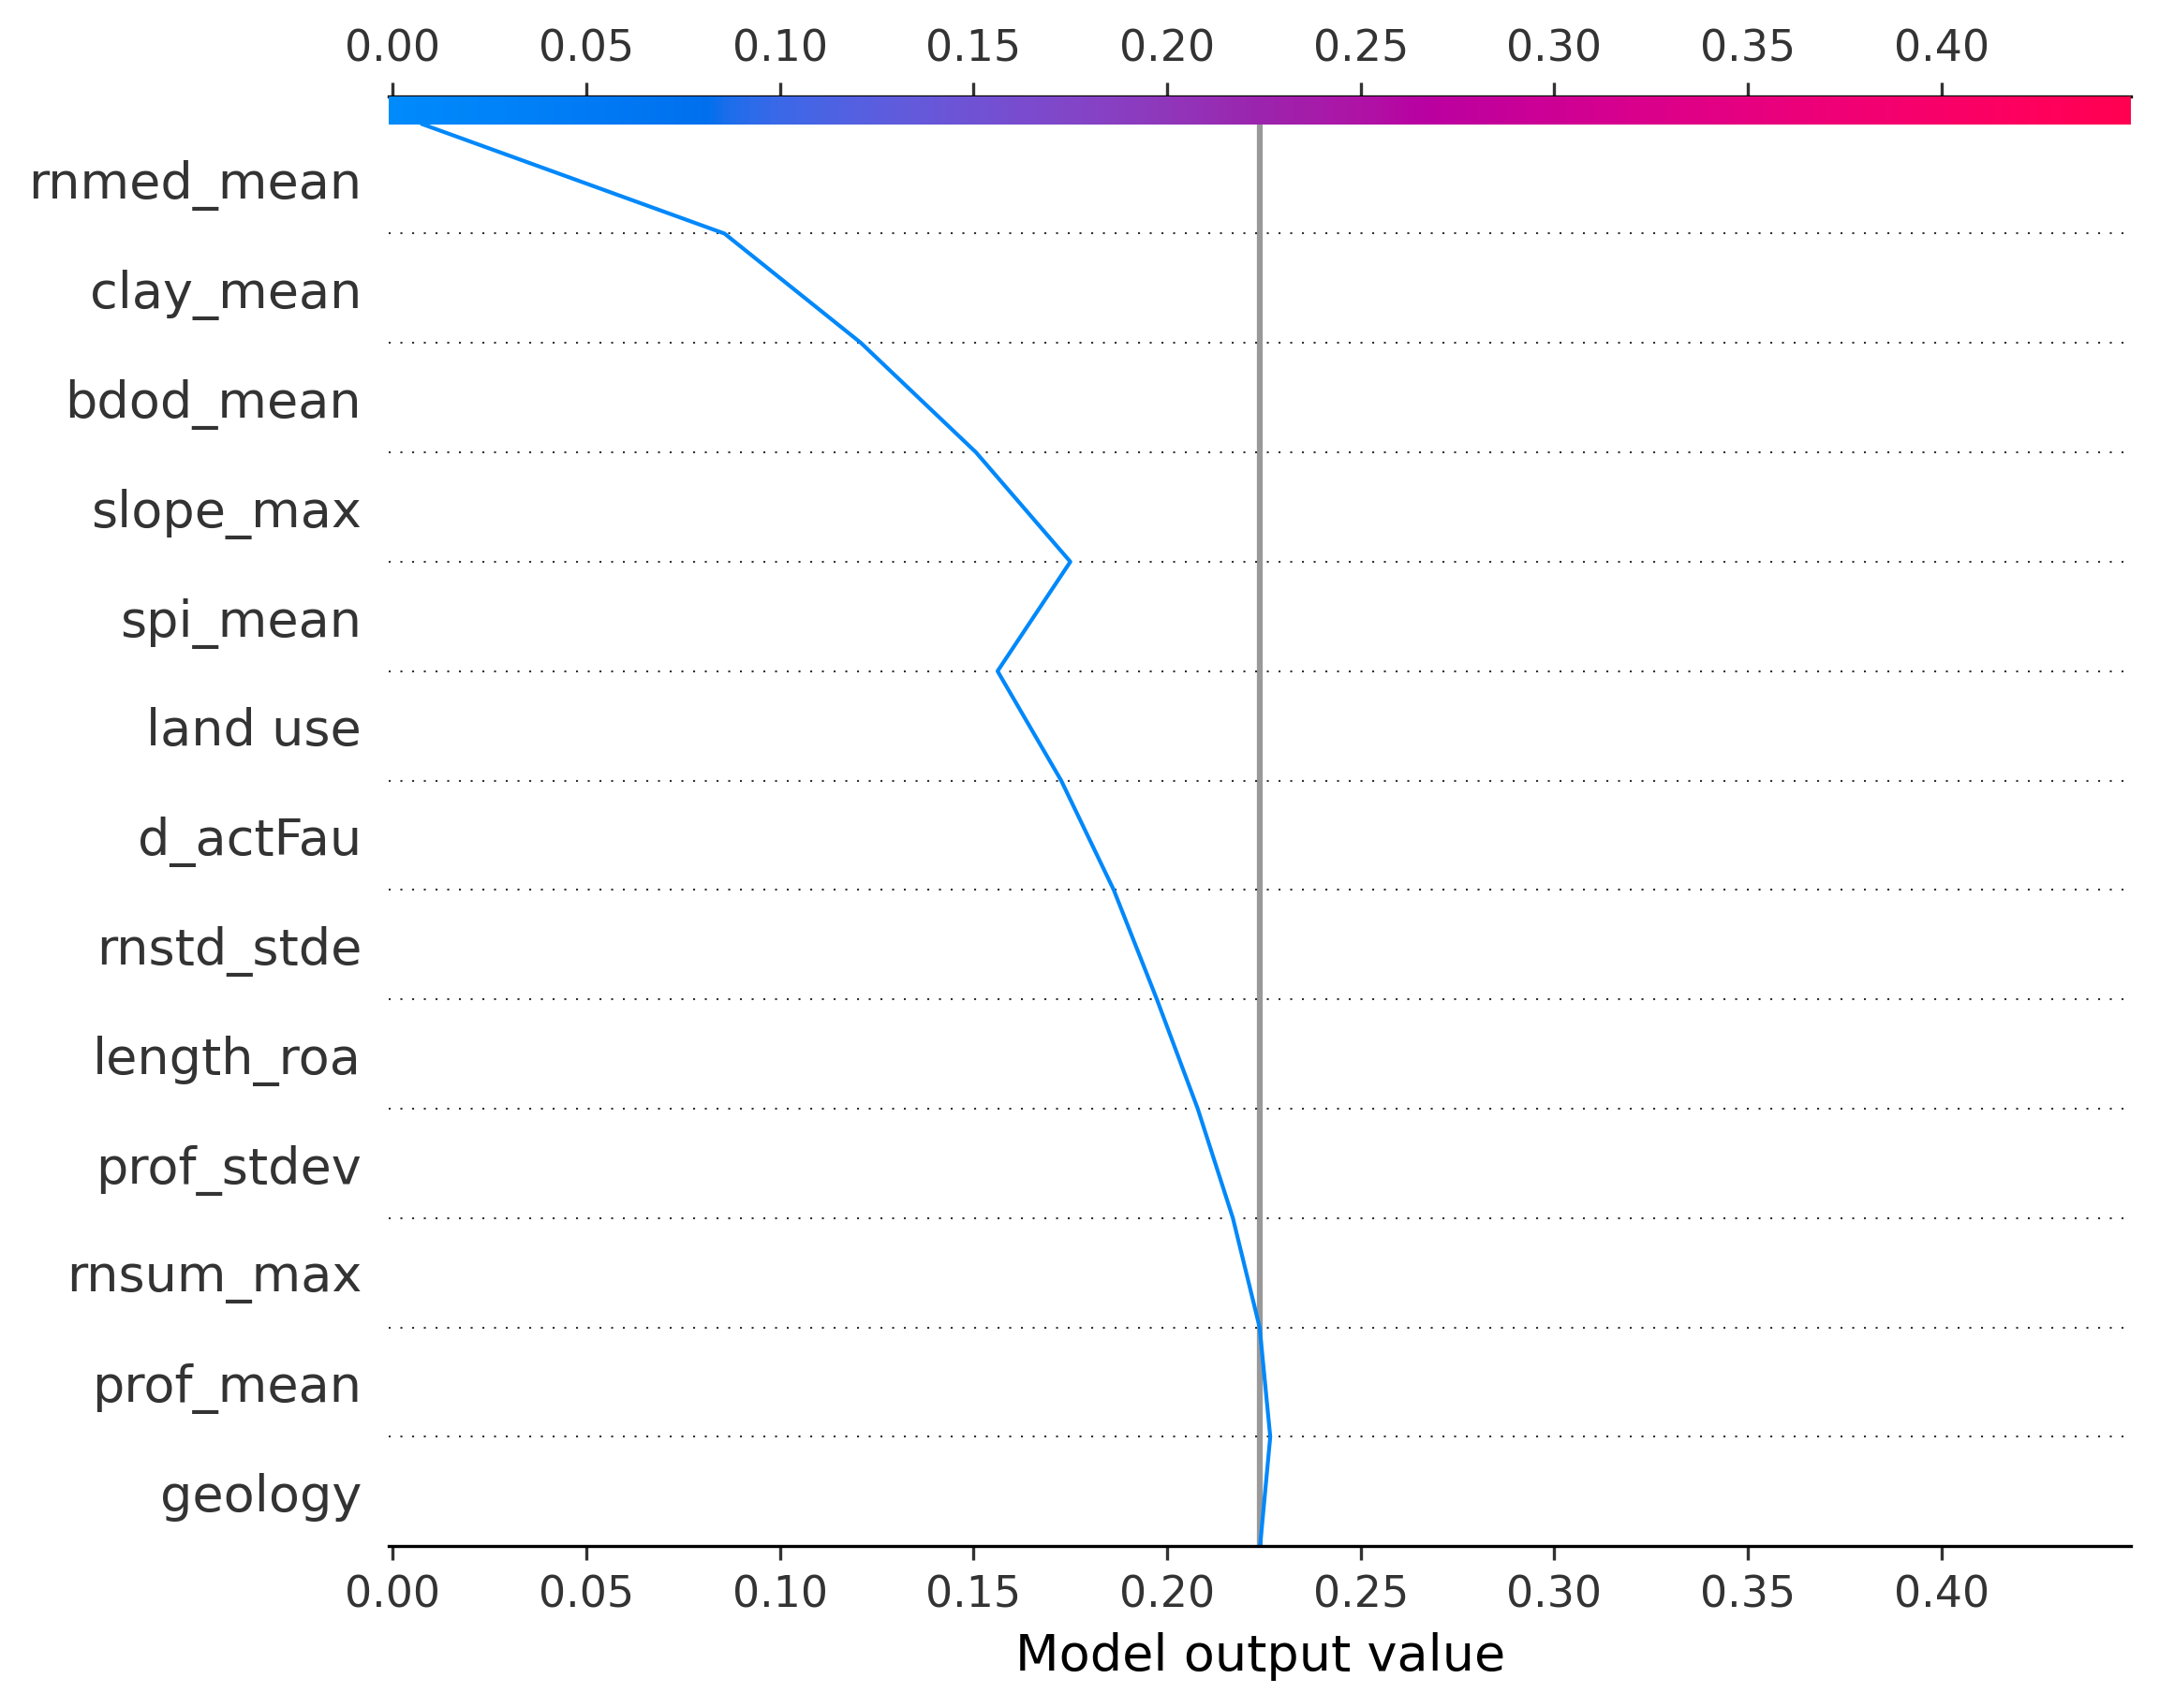 0.00 0.05 0.10 0.15 0.20 0.25 0.30 0.35 0.40
rnmed_mean
clay_mean
bdod_mean
slope_max
spi_mean
land use
d_actFau
rnstd_stde
length_roa
prof_stdev
rnsum_max
prof_mean
geology
0.00 0.05 0.10 0.15 0.20 0.25 0.30 0.35 0.40
Model output value